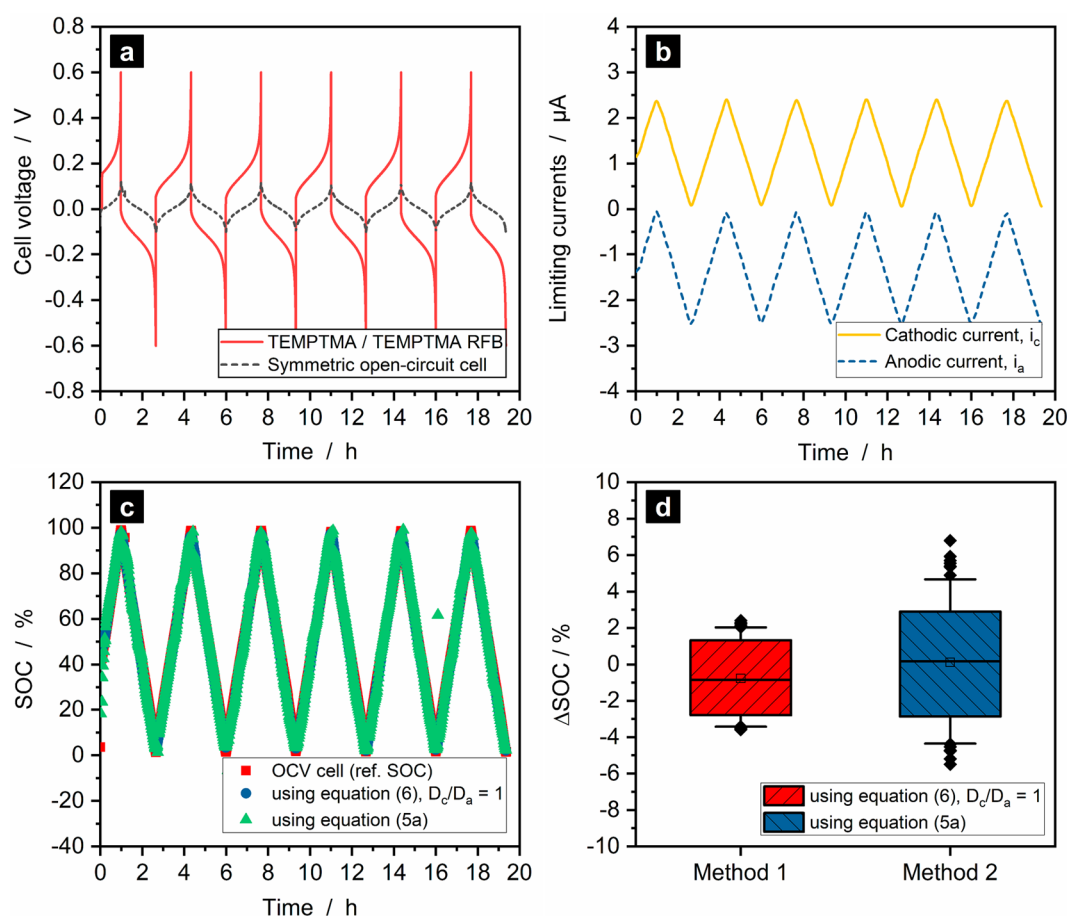 a
0.8
0.6
0.4
0.2
0.0
-0.2
-0.4
-0.6
-0.8
Cell voltage / V
TEMPTMA / TEMPTMA RFB
Symmetric open-circuit cell
0 2 4 6 8 10 12 14 16 18 20
Time / h
b
4
3
2
1
0
-1
-2
-3
-4
Limiting currents / µA
Cathodic current, i_c
Anodic current, i_a
0 2 4 6 8 10 12 14 16 18 20
Time / h
c
120
100
80
60
40
20
0
-20
-40
SOC / %
OCV cell (ref. SOC)
using equation (6), D_c/D_a = 1
using equation (5a)
0 2 4 6 8 10 12 14 16 18 20
Time / h
d
10
8
6
4
2
0
-2
-4
-6
-8
-10
ΔSOC / %
using equation (6), D_c/D_a = 1
using equation (5a)
Method 1 Method 2